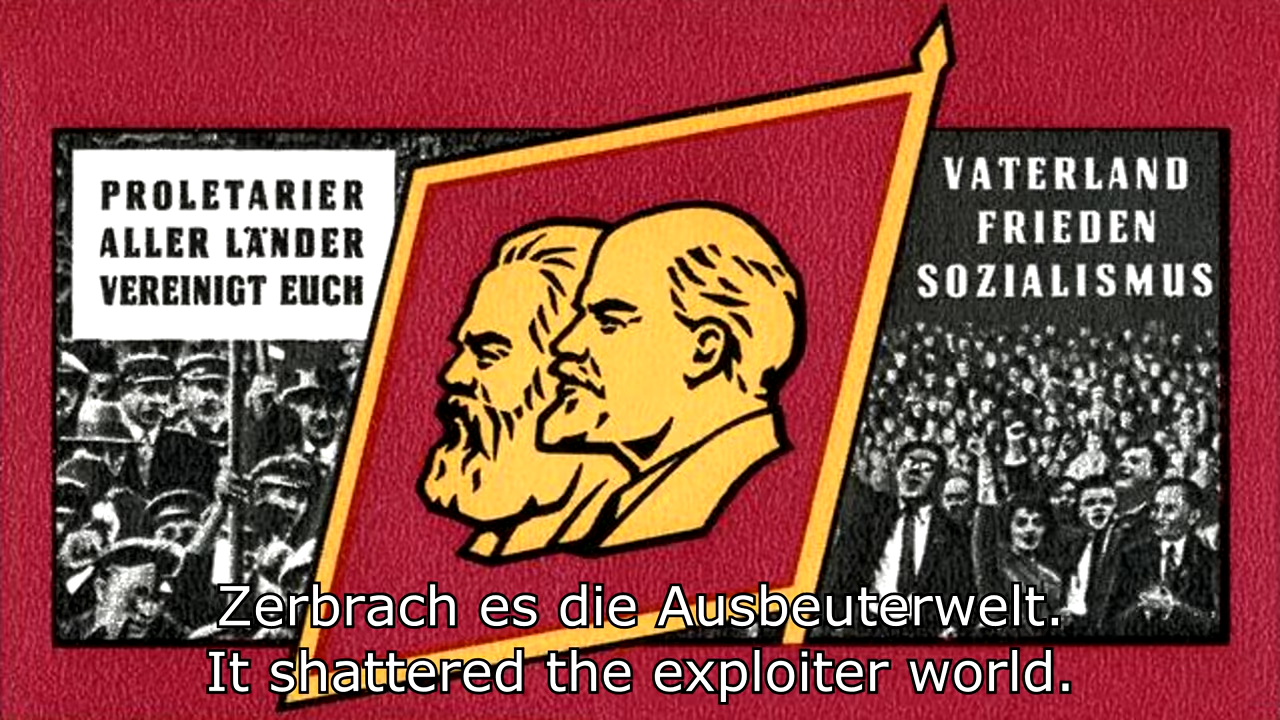 PROLETARIER
ALLER LÄNDER
VEREINIGT EUCH
VATERLAND
FRIEDEN
SOZIALISMUS
Zerbrach es die Ausbeuterwelt.
It shattered the exploiter world.